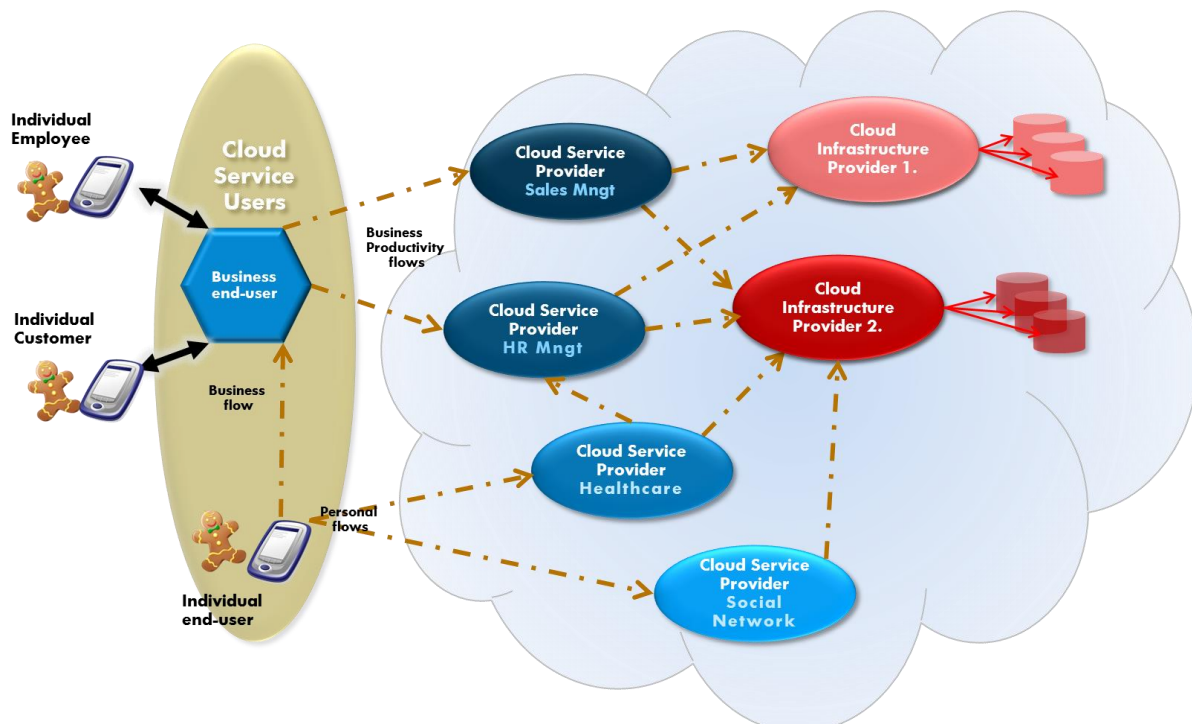 Individual
Employee
Cloud
Service
Users
Business
end-user
Individual
Customer
Business
flow
Individual
end-user
Personal
flows
Business
Productivity
flows
Cloud Service
Provider
Sales Mngt
Cloud Service
Provider
HR Mngt
Cloud Service
Provider
Healthcare
Cloud Service
Provider
Social
Network
Cloud
Infrastructure
Provider 1.
Cloud
Infrastructure
Provider 2.